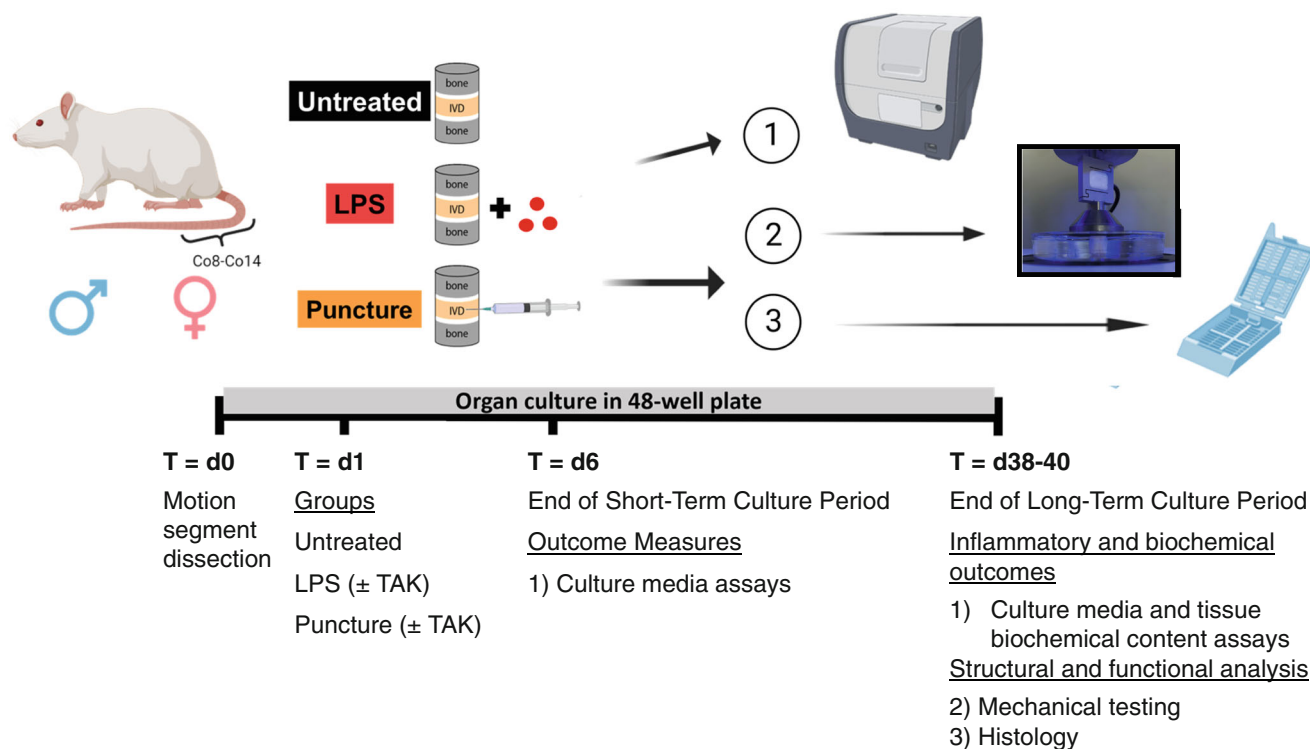 Untreated
bone
IVD
bone
LPS
bone
IVD
bone
+
Puncture
bone
IVD
bone
Co8-Co14
1
2
3
Organ culture in 48-well plate
T = d0
Motion
segment
dissection
T = d1
Groups
Untreated
LPS (± TAK)
Puncture (± TAK)
T = d6
End of Short-Term Culture Period
Outcome Measures
1) Culture media assays
T = d38-40
End of Long-Term Culture Period
Inflammatory and biochemical
outcomes
1) Culture media and tissue
biochemical content assays
Structural and functional analysis
2) Mechanical testing
3) Histology